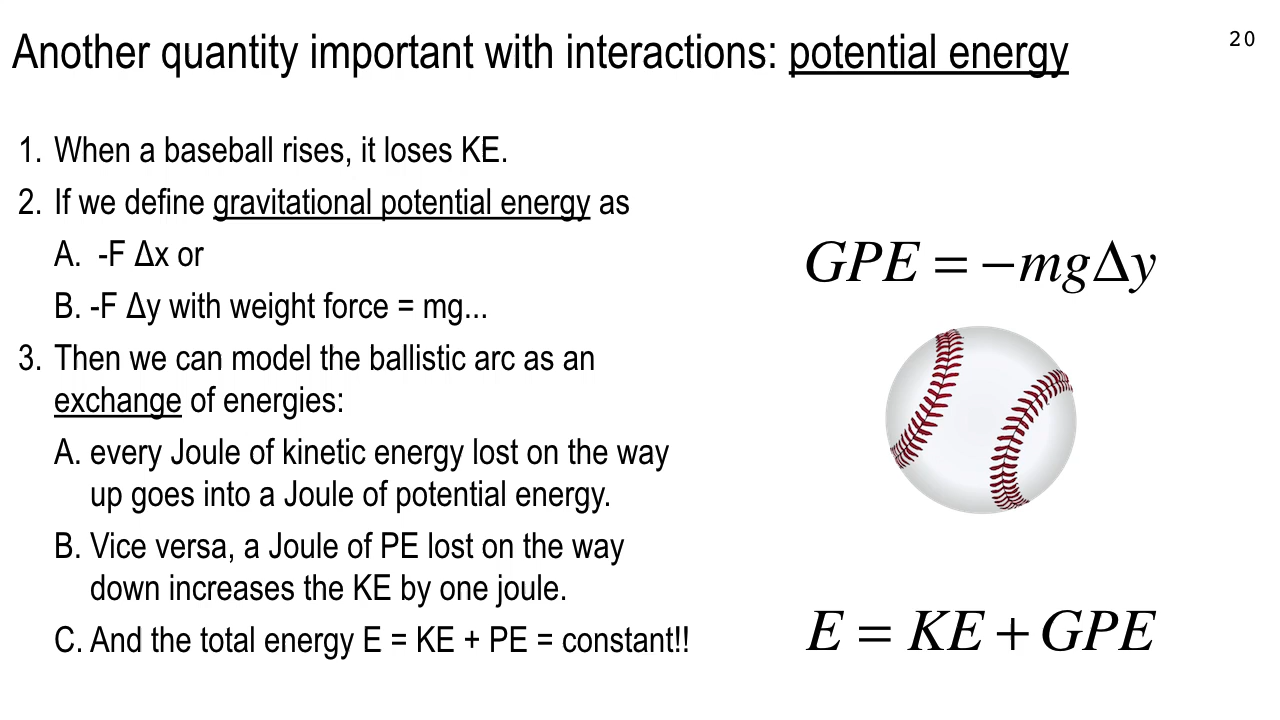 Another quantity important with interactions: potential energy
20
1. When a baseball rises, it loses KE.
2. If we define gravitational potential energy as
A. -F Δx or
B. -F Δy with weight force = mg...
3. Then we can model the ballistic arc as an
exchange of energies:
A. every Joule of kinetic energy lost on the way
up goes into a Joule of potential energy.
B. Vice versa, a Joule of PE lost on the way
down increases the KE by one joule.
C. And the total energy E = KE + PE = constant!!
GPE = −mgΔy
E = KE + GPE